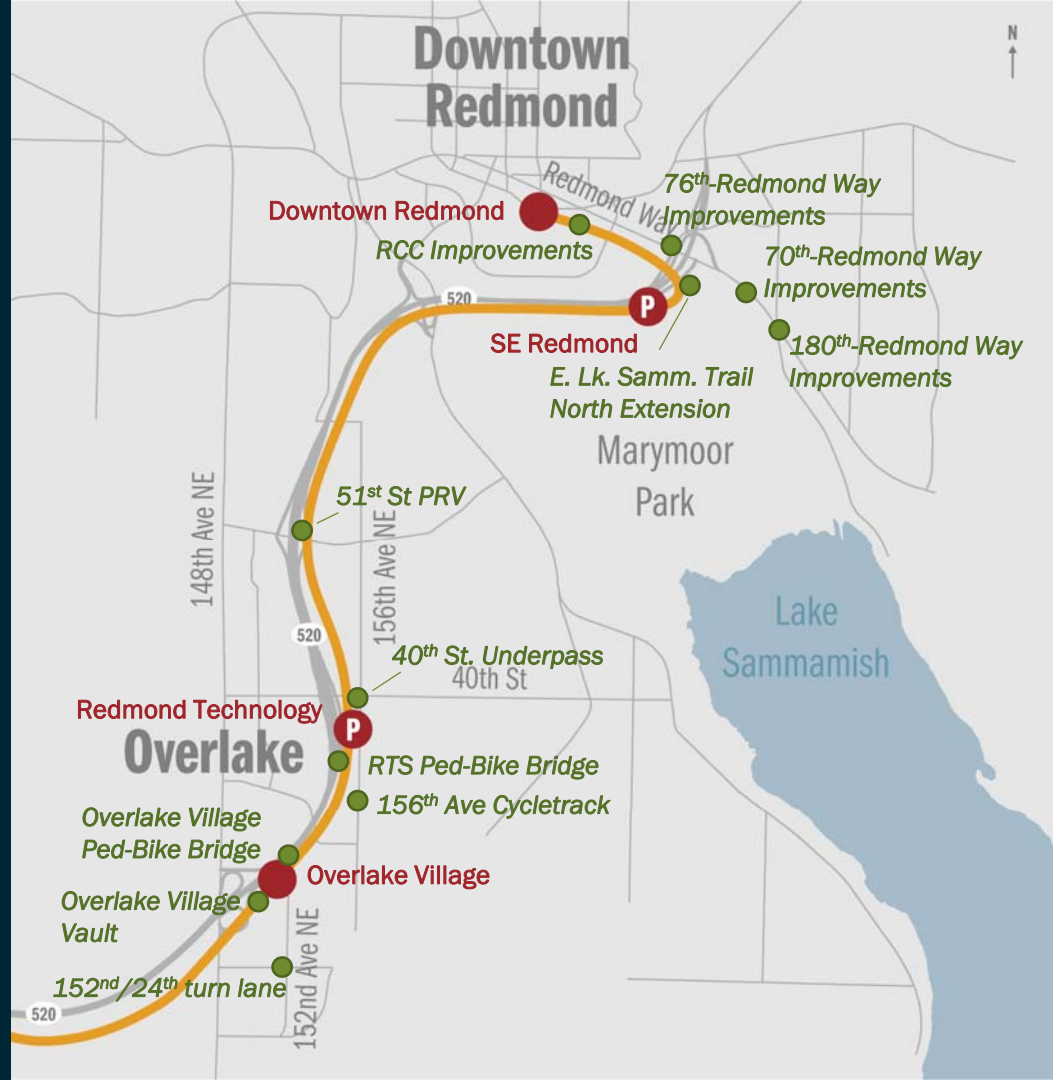 N
Downtown
Redmond
Redmond Way
76th-Redmond Way
Improvements
Downtown Redmond
RCC Improvements
70th-Redmond Way
Improvements
520
P
SE Redmond
180th-Redmond Way
Improvements
E. Lk. Samm. Trail
North Extension
Marymoor
Park
148th Ave NE
51st St PRV
156th Ave NE
Lake
Sammamish
520
40th St. Underpass
40th St
Redmond Technology
P
Overlake
RTS Ped-Bike Bridge
156th Ave Cycletrack
Overlake Village
Ped-Bike Bridge
Overlake Village
Overlake Village
Vault
152nd Ave NE
152nd/24th turn lane
520